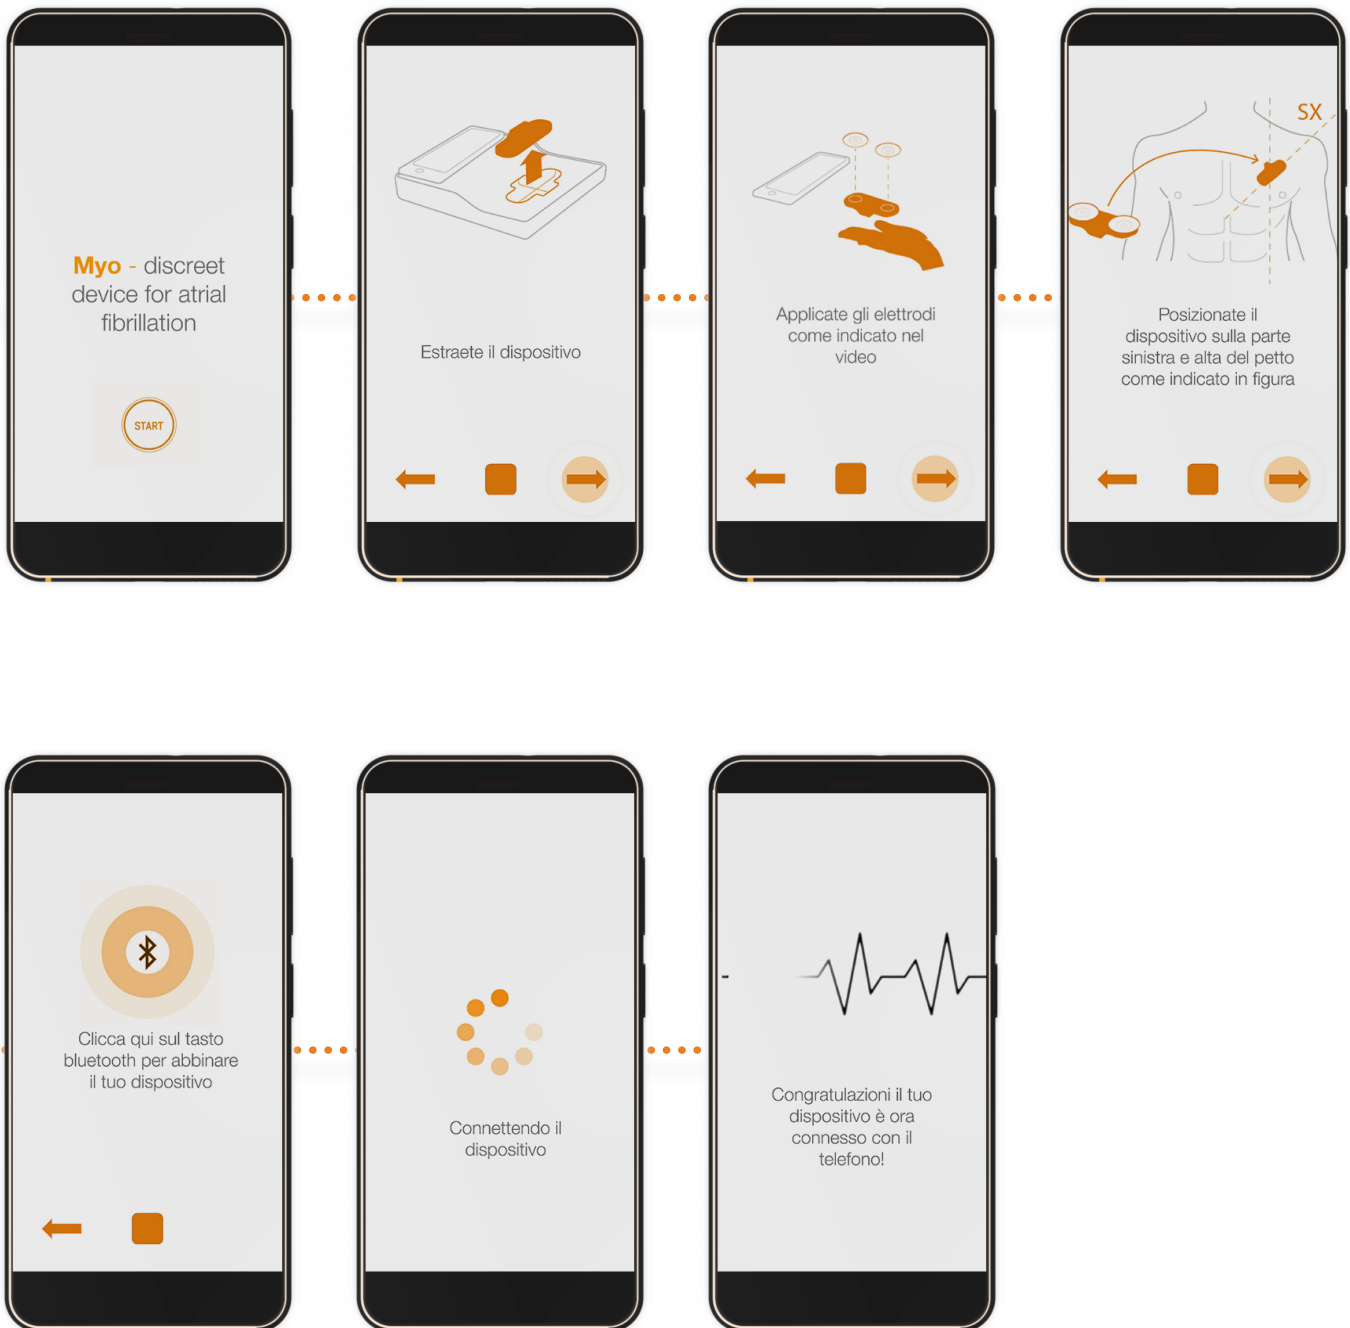 Myo - discreet
device for atrial
fibrillation
START
Estraete il dispositivo
Applicate gli elettrodi
come indicato nel
video
SX
Posizionate il
dispositivo sulla parte
sinistra e alta del petto
come indicato in figura
Clicca qui sul tasto
bluetooth per abbinare
il tuo dispositivo
Connettendo il
dispositivo
Congratulazioni il tuo
dispositivo è ora
connesso con il
telefono!